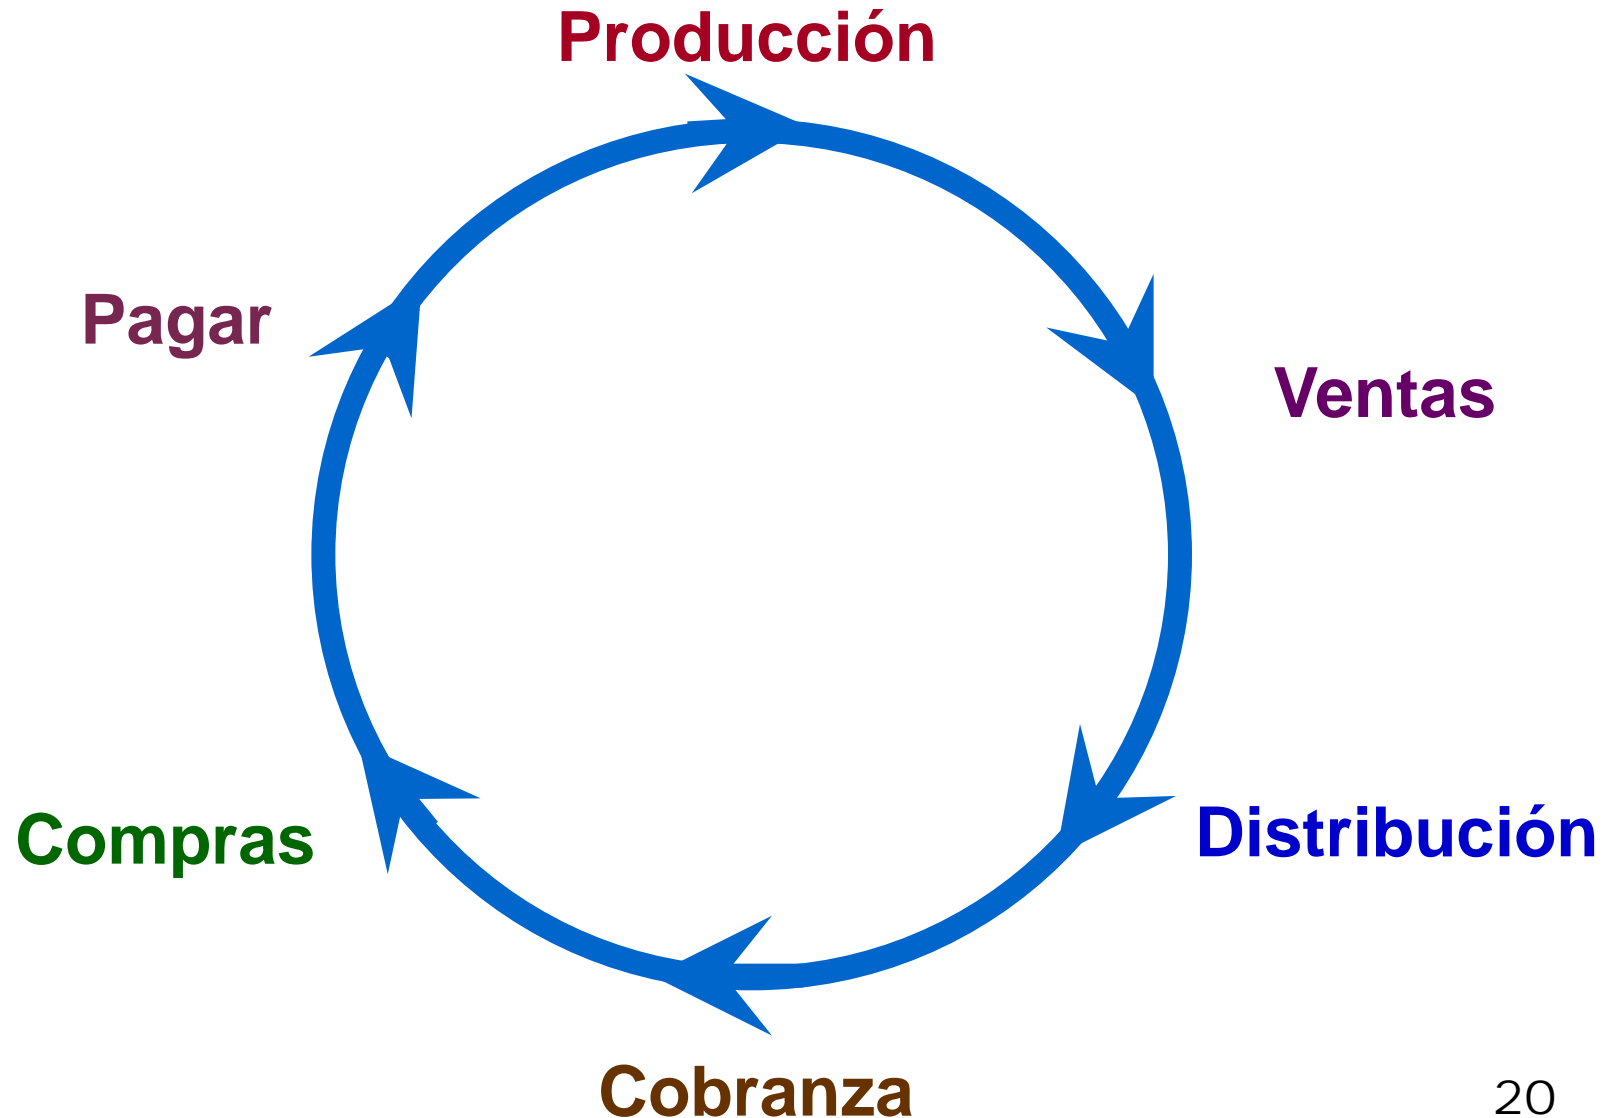 Producción
Pagar
Ventas
Compras
Distribución
Cobranza
20